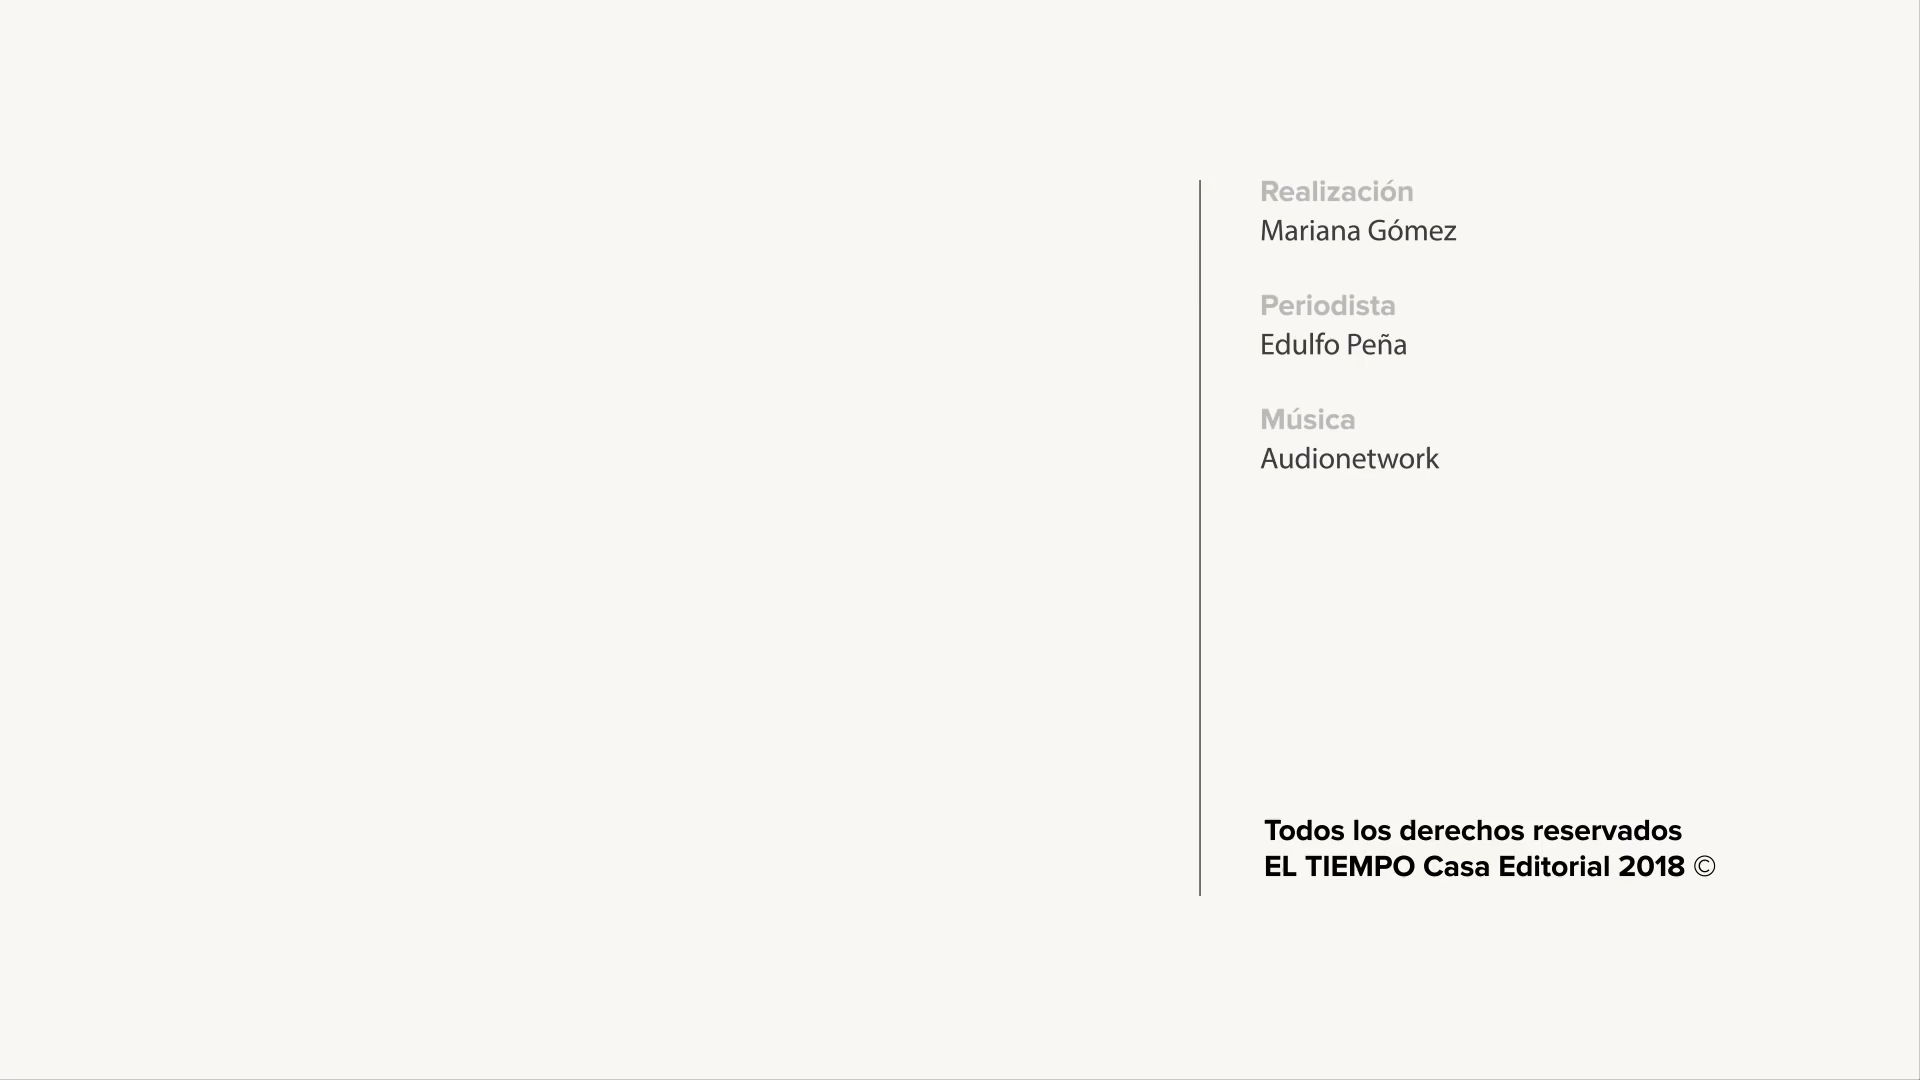 Realización
Mariana Gómez
Periodista
Edulfo Peña
Música
Audionetwork
Todos los derechos reservados
EL TIEMPO Casa Editorial 2018 ©